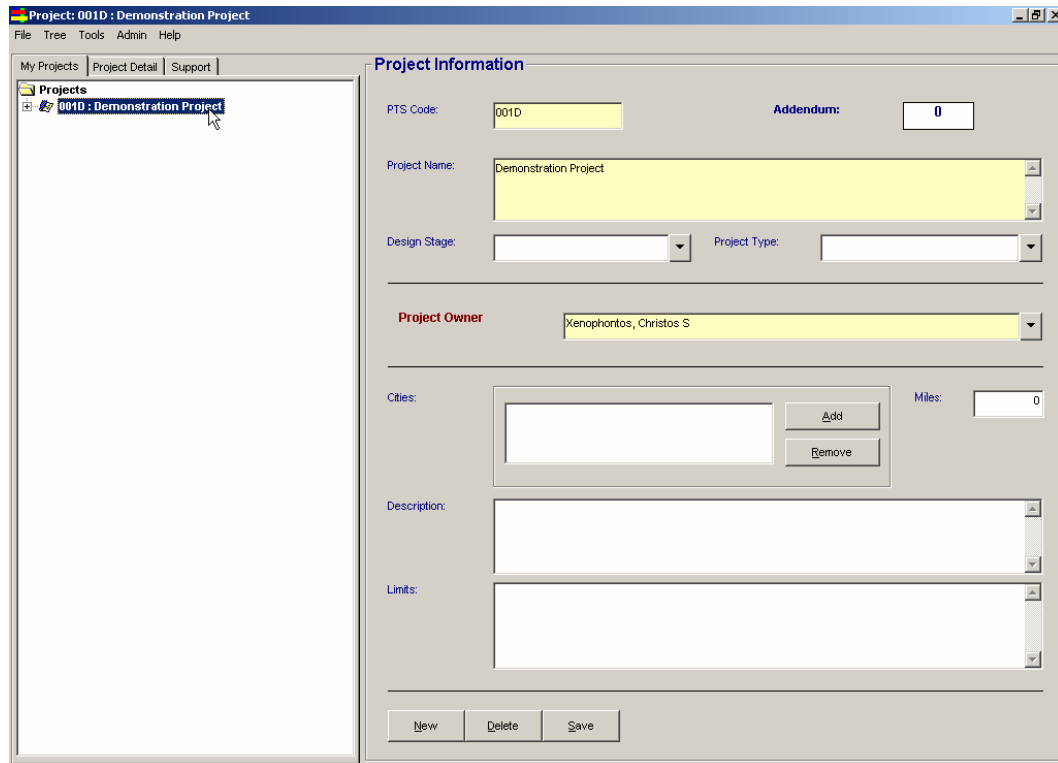 Project: 001D : Demonstration Project
File Tree Tools Admin Help
My Projects Project Detail Support
Projects
001D : Demonstration Project
Project Information
PTS Code: 001D Addendum: 0
Project Name: Demonstration Project
Design Stage: Project Type:
Project Owner Xenophontos, Christos S
Cities: Miles: 0
Add
Remove
Description:
Limits:
New Delete Save